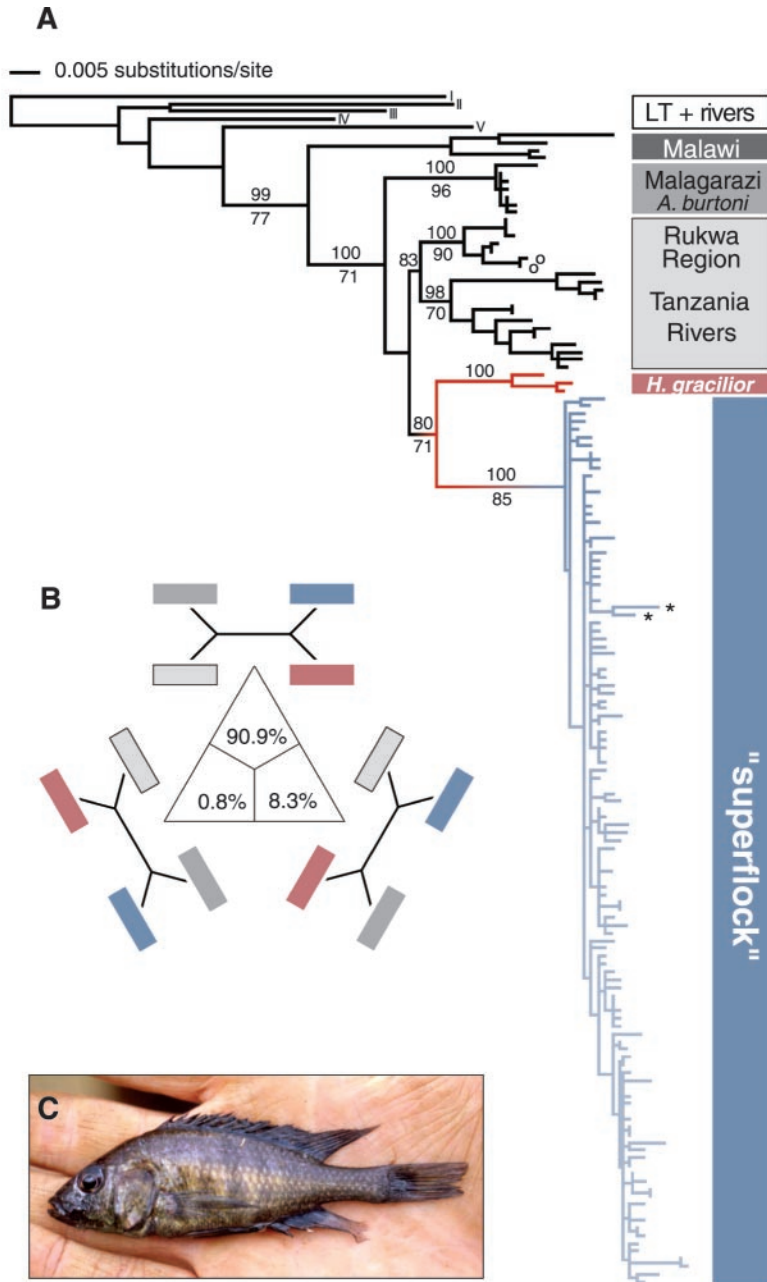 A
0.005 substitutions/site
I
II
III
IV
V
LT + rivers
Malawi
Malagarazi
A. burtoni
Rukwa
Region
Tanzania
Rivers
H. gracilior
99
77
100
71
100
96
83
100
90
98
70
100
80
71
100
85
* 
*
"superflock"
B
90.9%
0.8%
8.3%
C